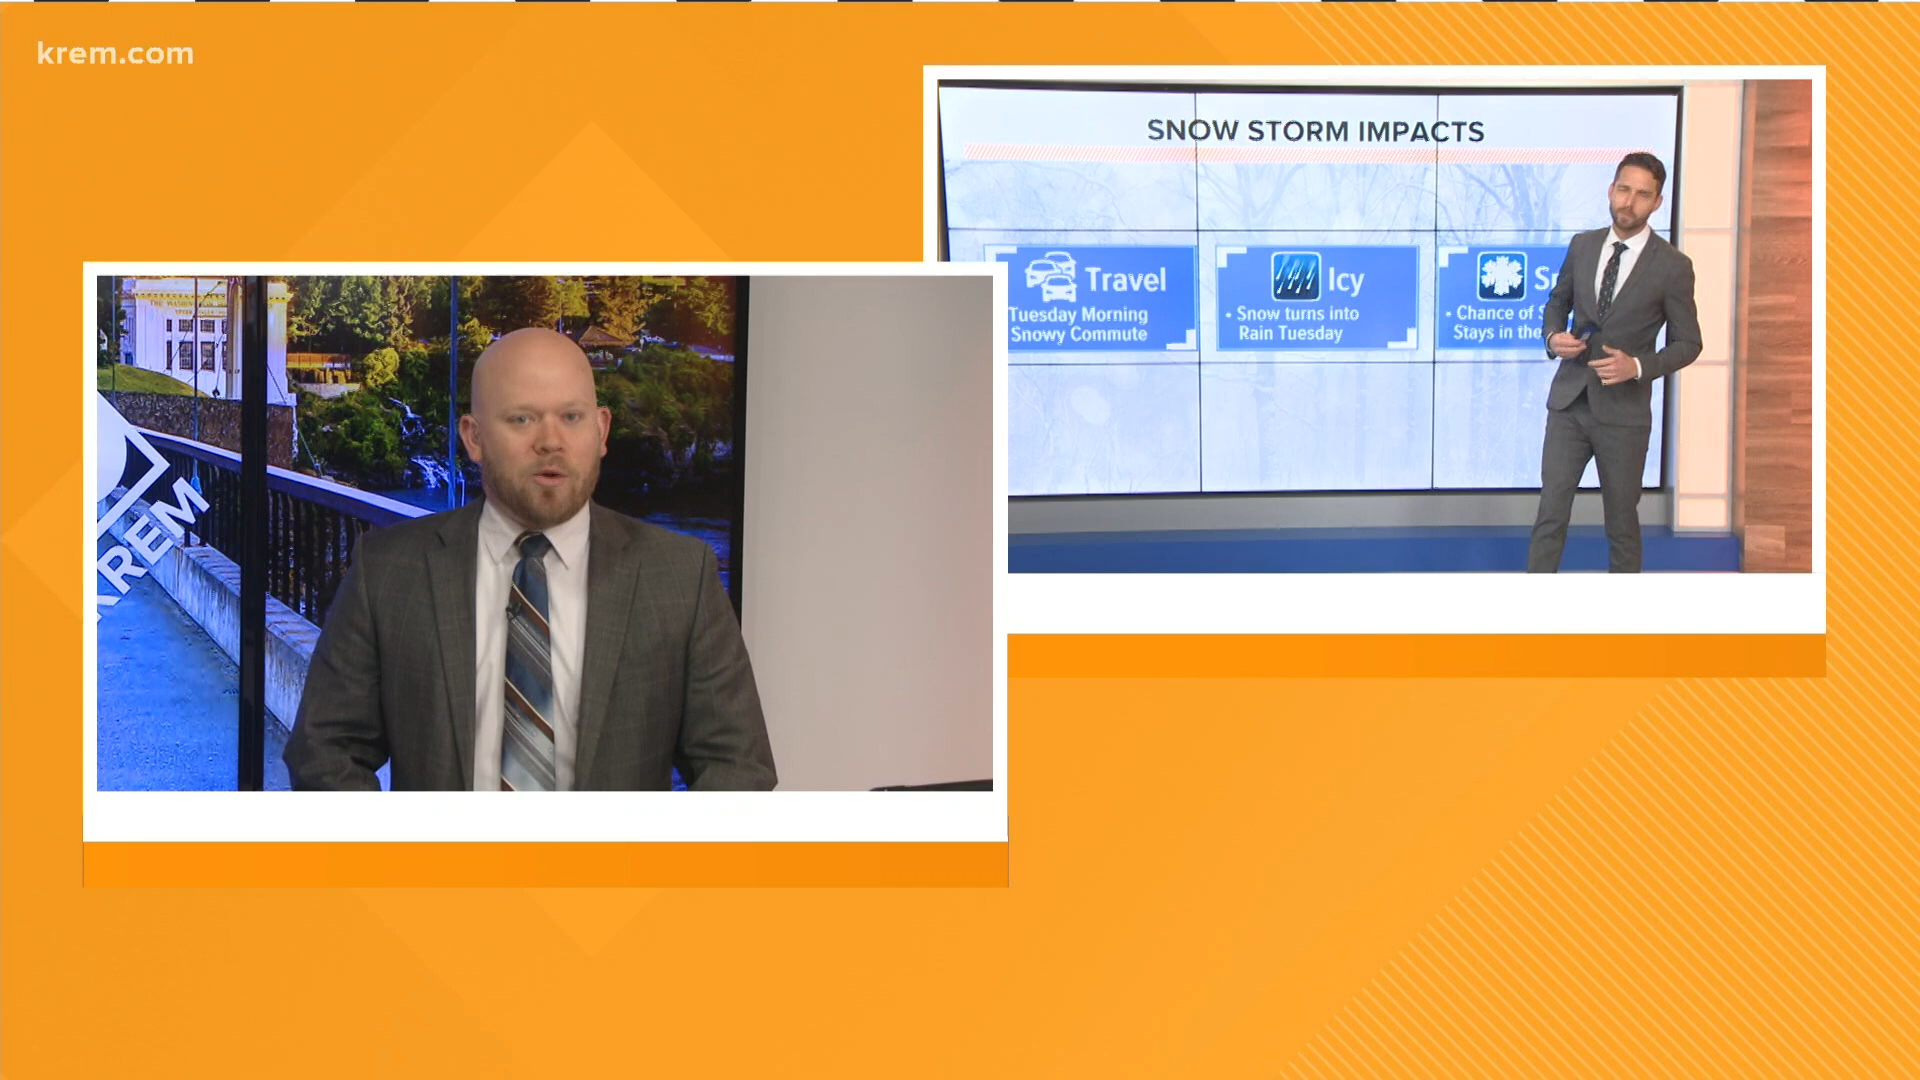 krem.com
SNOW STORM IMPACTS
Travel
Tuesday Morning
Snowy Commute
Icy
• Snow turns into
Rain Tuesday
• Chance of
Stays in the
KREM